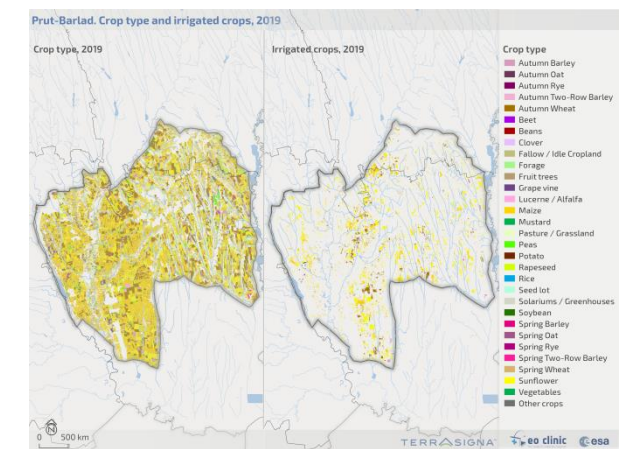 Prut-Barlad. Crop type and irrigated crops, 2019
Crop type, 2019
Irrigated crops, 2019
Crop type
Autumn Barley
Autumn Oat
Autumn Rye
Autumn Two-Row Barley
Autumn Wheat
Beet
Beans
Clover
Fallow / Idle Cropland
Forage
Fruit trees
Grape vine
Lucerne / Alfalfa
Maize
Mustard
Pasture / Grassland
Peas
Potato
Rapeseed
Rice
Seed lot
Solariums / Greenhouses
Soybean
Spring Barley
Spring Oat
Spring Rye
Spring Two-Row Barley
Spring Wheat
Sunflower
Vegetables
Other crops
N
0 500 km
TERRASIGNA
eo clinic
esa